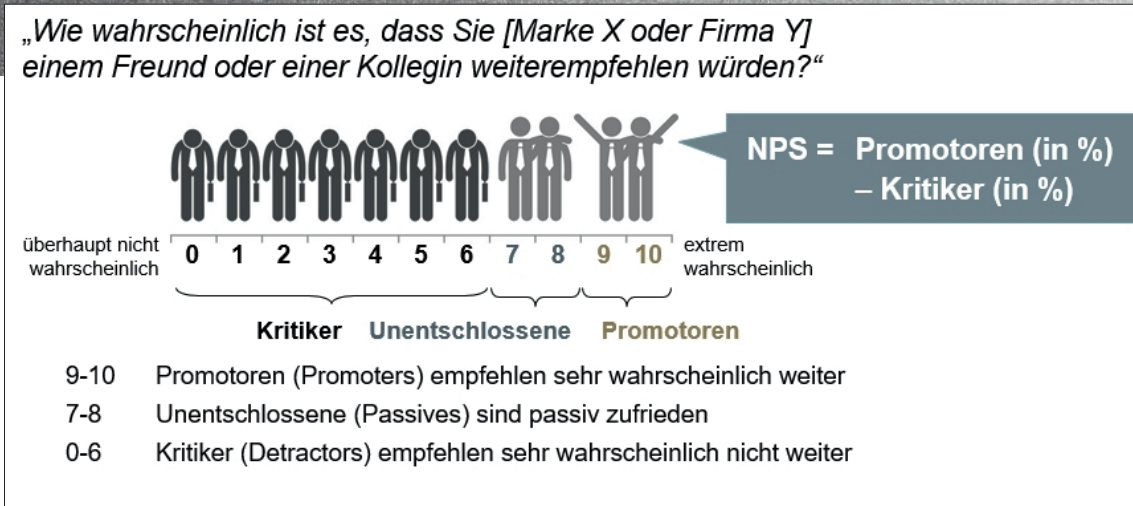 „Wie wahrscheinlich ist es, dass Sie [Marke X oder Firma Y]
einem Freund oder einer Kollegin weiterempfehlen würden?“
NPS = Promotoren (in %)
– Kritiker (in %)
überhaupt nicht
wahrscheinlich
0 1 2 3 4 5 6 7 8 9 10
extrem
wahrscheinlich
Kritiker Unentschlossene Promotoren
9-10 Promotoren (Promoters) empfehlen sehr wahrscheinlich weiter
7-8 Unentschlossene (Passives) sind passiv zufrieden
0-6 Kritiker (Detractors) empfehlen sehr wahrscheinlich nicht weiter